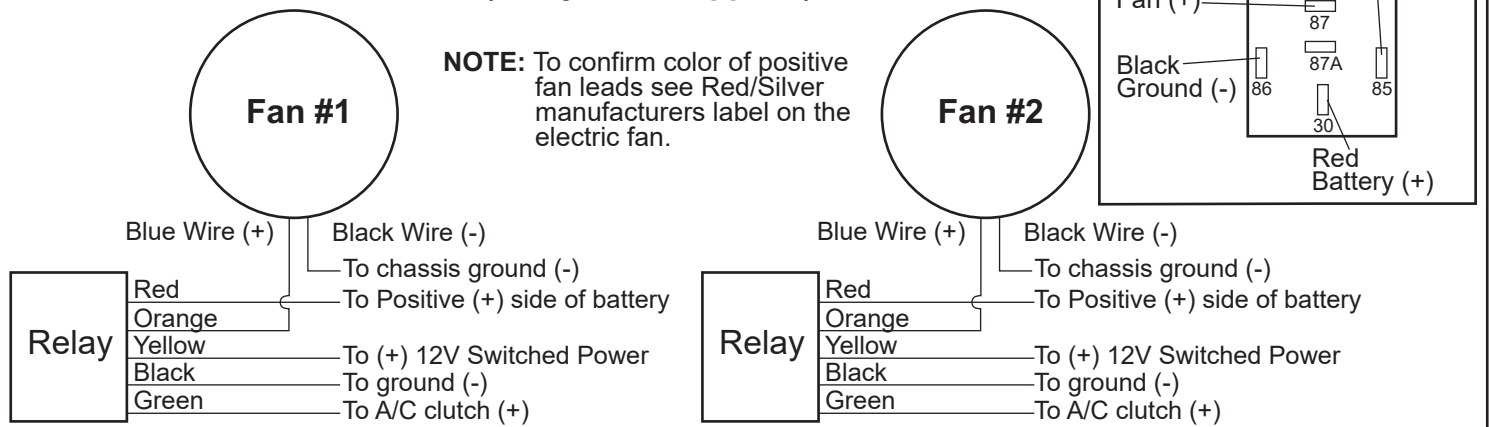 Fan #1
NOTE: To confirm color of positive
fan leads see Red/Silver
manufacturers label on the
electric fan.
Fan #2
Fan (+)
87
87A
Black
Ground (-)
86
85
30
Red
Battery (+)
Blue Wire (+)
Black Wire (-)
To chassis ground (-)
Relay
Red
To Positive (+) side of battery
Orange
Yellow
To (+) 12V Switched Power
Black
To ground (-)
Green
To A/C clutch (+)
Blue Wire (+)
Black Wire (-)
To chassis ground (-)
Relay
Red
To Positive (+) side of battery
Orange
Yellow
To (+) 12V Switched Power
Black
To ground (-)
Green
To A/C clutch (+)